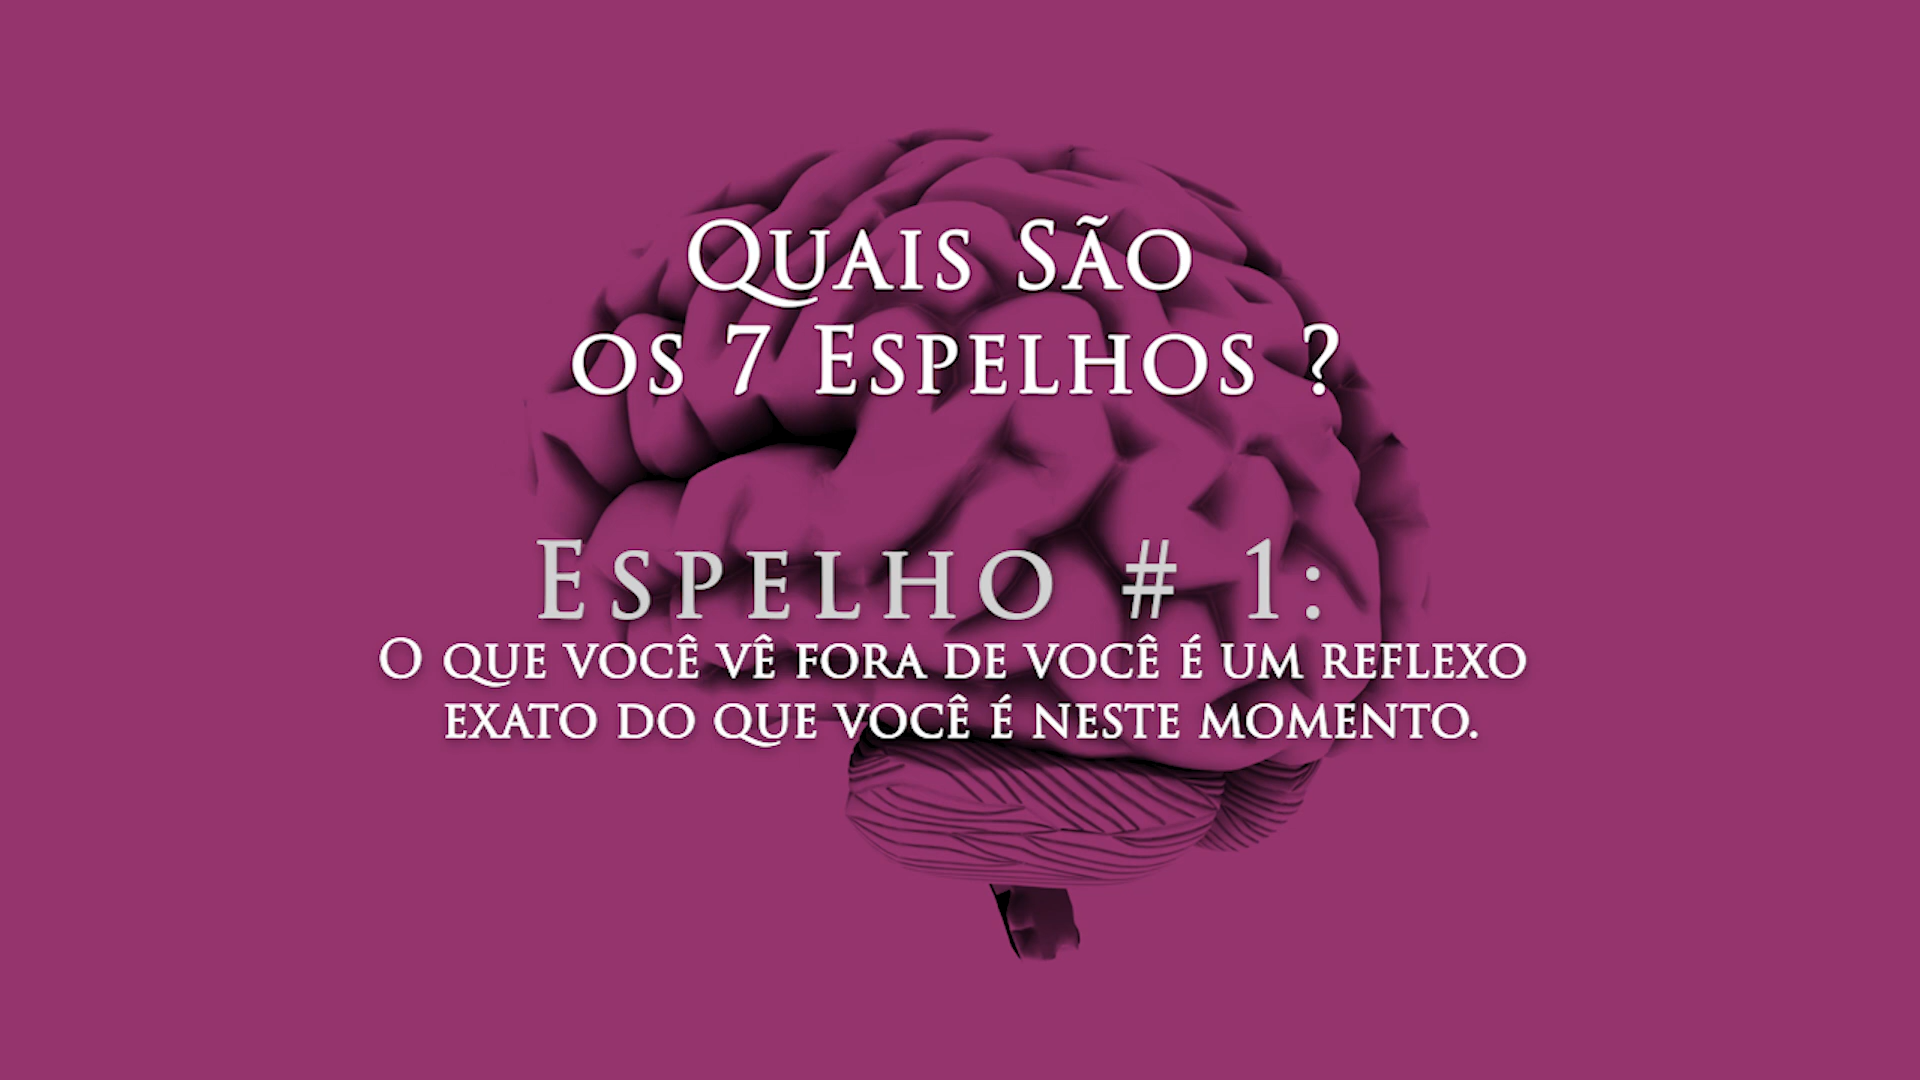 Quais São
os 7 Espelhos ?
Espelho # 1:
O que você vê fora de você é um reflexo
exato do que você é neste momento.